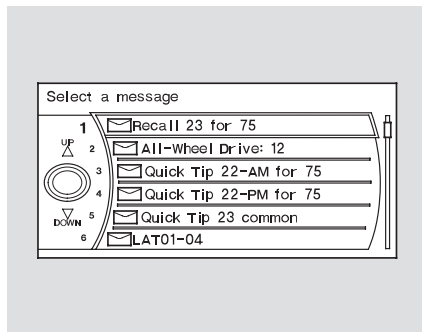 Select a message
1 Recall 23 for 75
UP
2 All-Wheel Drive: 12
3 Quick Tip 22-AM for 75
4 Quick Tip 22-PM for 75
5 Quick Tip 23 common
DOWN
6 LAT01-04